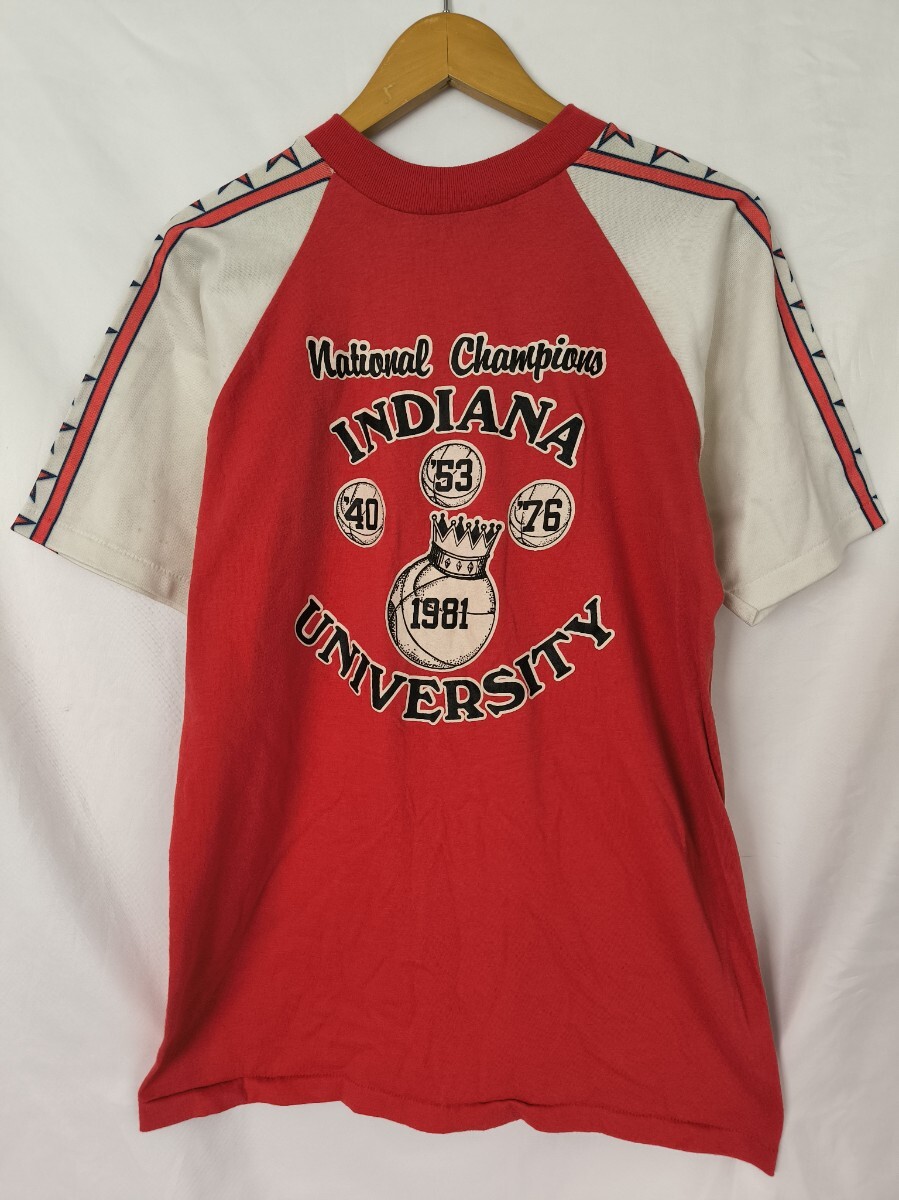 National Champions
INDIANA
'53
'40
'76
1981
UNIVERSITY